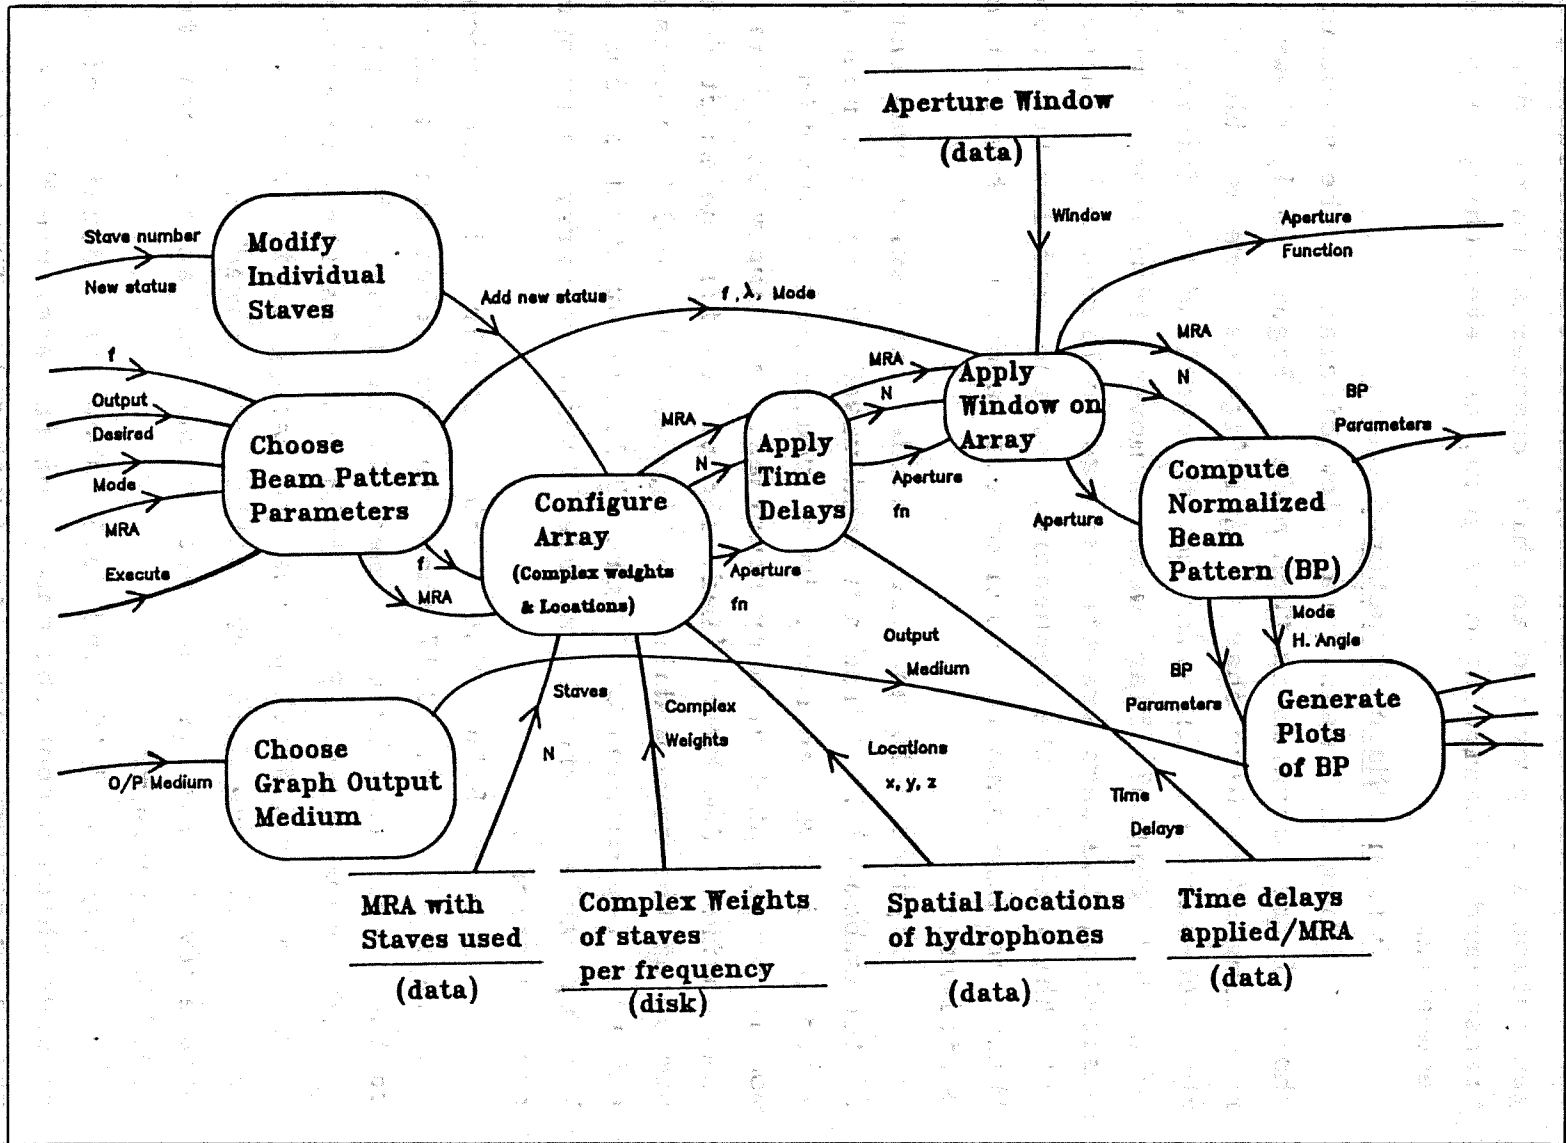 Aperture Window
(data)
Window
Aperture
Function
Stave number
New status
Modify
Individual
Staves
Add new status
f, λ, Mode
f
Output
Desired
Mode
MRA
Execute
Choose
Beam Pattern
Parameters
f
MRA
Configure
Array
(Complex weights
& Locations)
MRA
N
Aperture
fn
Apply
Time
Delays
MRA
N
Aperture
fn
Apply
Window on
Array
MRA
N
Aperture
BP
Parameters
Compute
Normalized
Beam
Pattern (BP)
Mode
H. Angle
BP
Parameters
Generate
Plots
of BP
Output
Medium
O/P Medium
Choose
Graph Output
Medium
Staves
N
Complex
Weights
Locations
x, y, z
Time
Delays
MRA with
Staves used
(data)
Complex Weights
of staves
per frequency
(disk)
Spatial Locations
of hydrophones
(data)
Time delays
applied/MRA
(data)